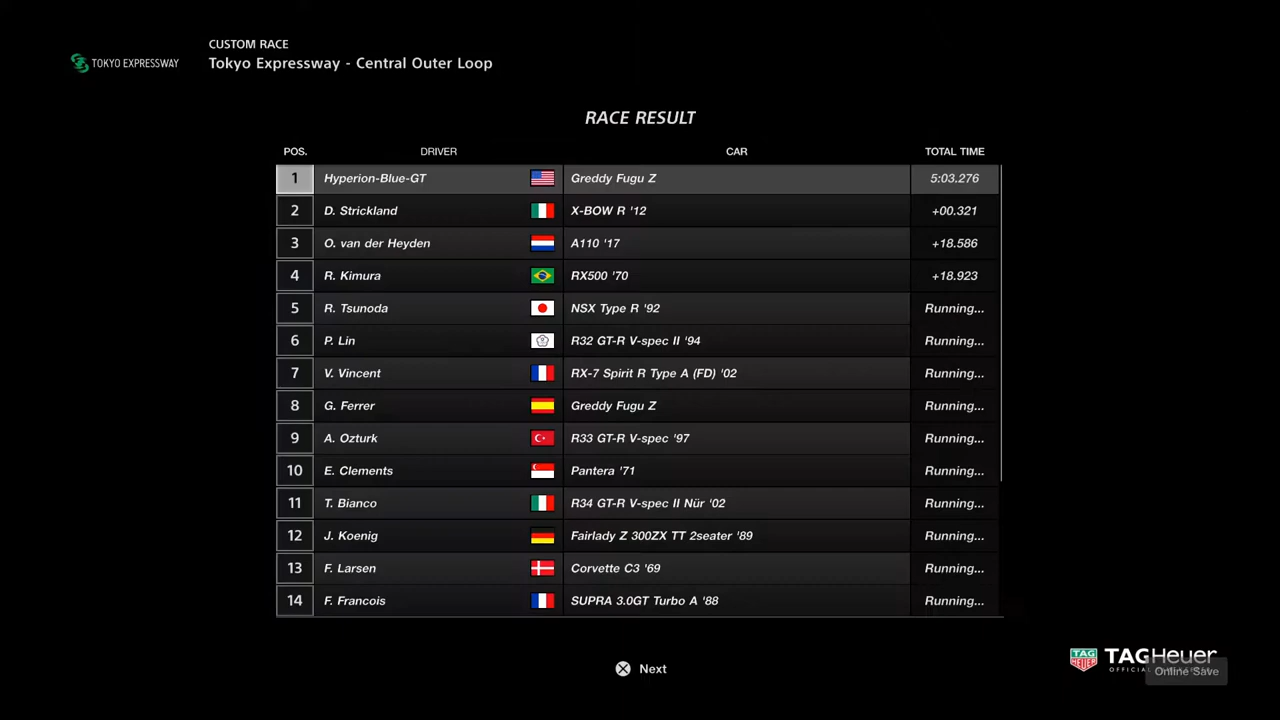 CUSTOM RACE
TOKYO EXPRESSWAY
Tokyo Expressway - Central Outer Loop
RACE RESULT
POS. DRIVER CAR TOTAL TIME
1 Hyperion-Blue-GT Greddy Fugu Z 5:03.276
2 D. Strickland X-BOW R '12 +00.321
3 O. van der Heyden A110 '17 +18.586
4 R. Kimura RX500 '70 +18.923
5 R. Tsunoda NSX Type R '92 Running...
6 P. Lin R32 GT-R V-spec II '94 Running...
7 V. Vincent RX-7 Spirit R Type A (FD) '02 Running...
8 G. Ferrer Greddy Fugu Z Running...
9 A. Ozturk R33 GT-R V-spec '97 Running...
10 E. Clements Pantera '71 Running...
11 T. Bianco R34 GT-R V-spec II Nür '02 Running...
12 J. Koenig Fairlady Z 300ZX TT 2seater '89 Running...
13 F. Larsen Corvette C3 '69 Running...
14 F. Francois SUPRA 3.0GT Turbo A '88 Running...
Next
TAG HEUER TAGHeuer
Online Save